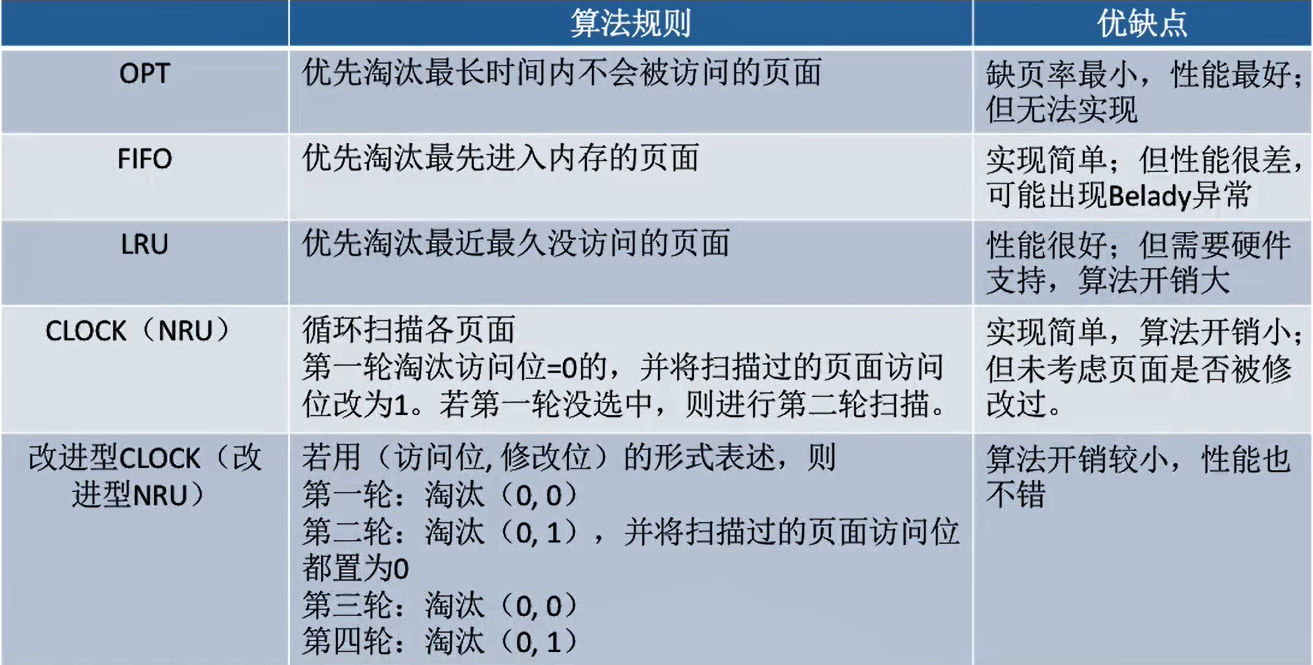 算法规则
优缺点
OPT
优先淘汰最长时间内不会被访问的页面
缺页率最小，性能最好；
但无法实现
FIFO
优先淘汰最先进入内存的页面
实现简单；但性能很差，
可能出现Belady异常
LRU
优先淘汰最近最久没访问的页面
性能很好；但需要硬件
支持，算法开销大
CLOCK（NRU）
循环扫描各页面
第一轮淘汰访问位=0的，并将扫描过的页面访问
位改为1。若第一轮没选中，则进行第二轮扫描。
实现简单，算法开销小；
但未考虑页面是否被修
改过。
改进型CLOCK（改
进型NRU）
若用（访问位, 修改位）的形式表述，则
第一轮：淘汰（0, 0）
第二轮：淘汰（0, 1），并将扫描过的页面访问位
都置为0
第三轮：淘汰（0, 0）
第四轮：淘汰（0, 1）
算法开销较小，性能也
不错